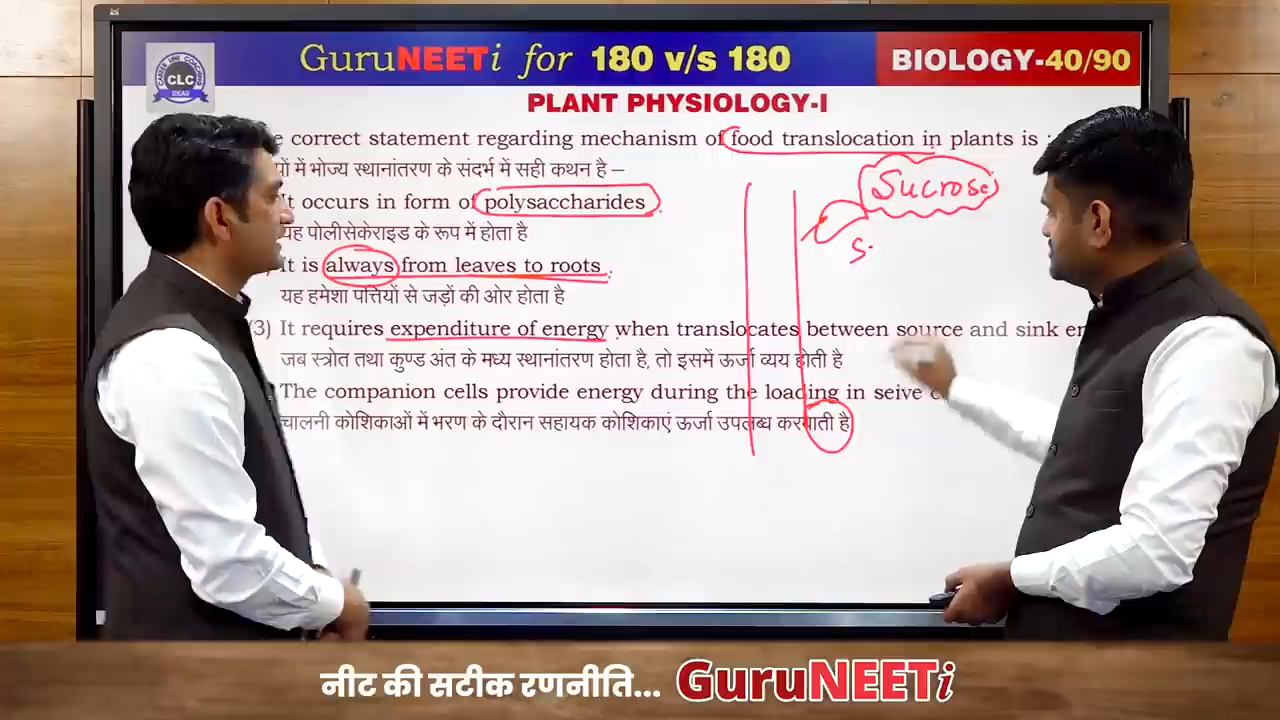 GuruNEETi for 180 v/s 180
BIOLOGY-40/90
CLC
PLANT PHYSIOLOGY-I
correct statement regarding mechanism of food translocation in plants is :
में भोज्य स्थानांतरण के संदर्भ में सही कथन है –
It occurs in form of polysaccharides
यह पोलीसेकेराइड के रूप में होता है
Sucrose
S.
It is always from leaves to roots
यह हमेशा पत्तियों से जड़ों की ओर होता है
(3) It requires expenditure of energy when translocates between source and sink
जब स्त्रोत तथा कुण्ड अंत के मध्य स्थानांतरण होता है, तो इसमें ऊर्जा व्यय होती है
The companion cells provide energy during the loading in seive
चालनी कोशिकाओं में भरण के दौरान सहायक कोशिकाएं ऊर्जा उपलब्ध करवाती है
नीट की सटीक रणनीति... GuruNEETi